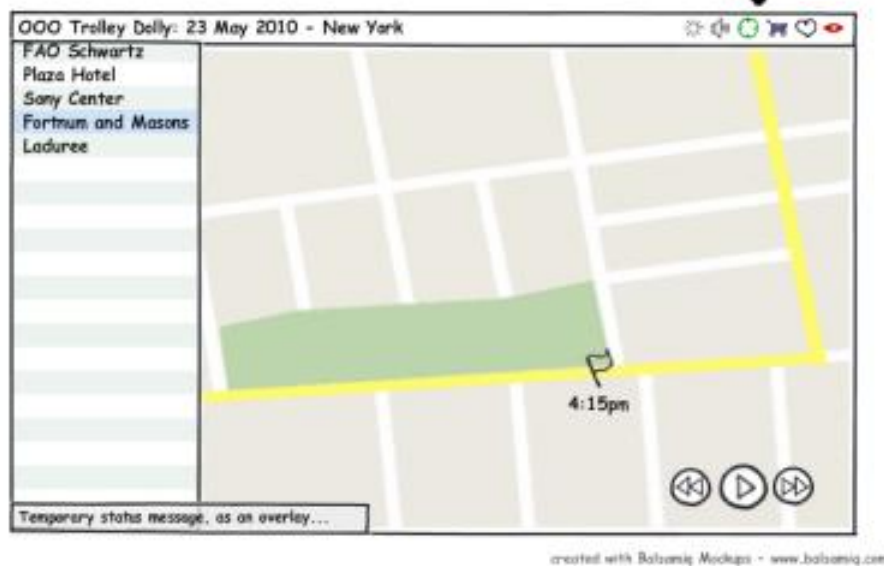 OOO Trolley Dolly: 23 May 2010 - New York
FAO Schwartz
Plaza Hotel
Sony Center
Fortnum and Masons
Laduree
4:15pm
Temporary status message, as an overlay...
created with Balsamiq Mockups - www.balsamiq.com